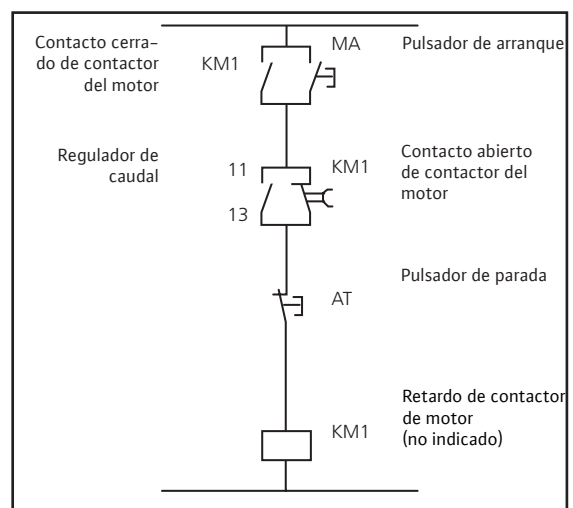 Contacto cerra-
do de contactor
del motor
KM1
MA
Pulsador de arranque
Regulador de
caudal
11
13
KM1
Contacto abierto
de contactor del
motor
AT
Pulsador de parada
KM1
Retardo de contactor
de motor
(no indicado)